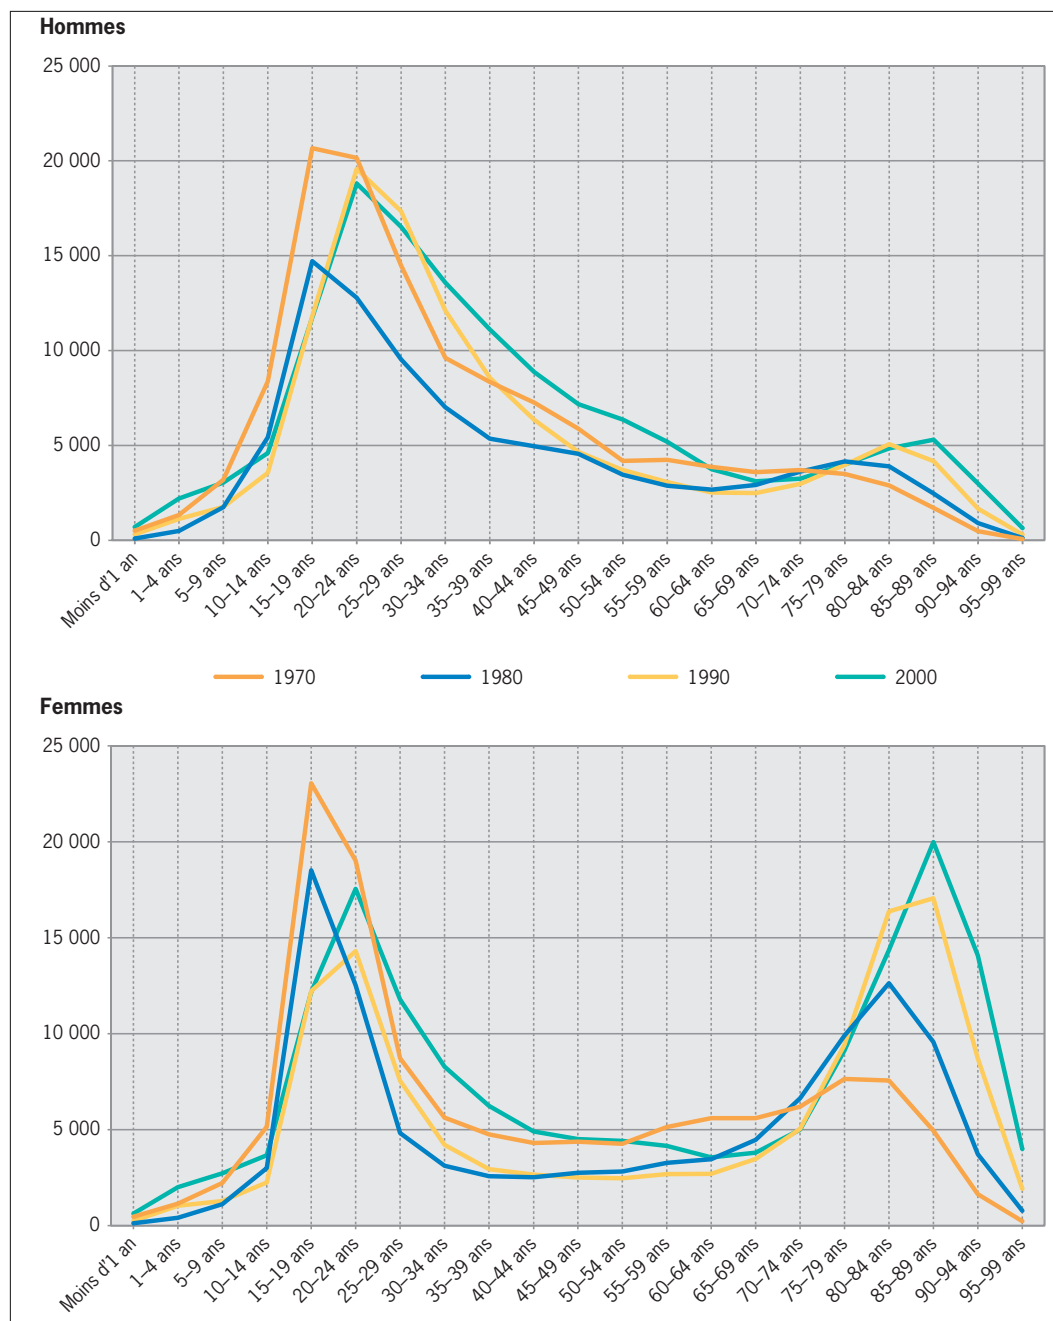 Hommes
25 000
20 000
15 000
10 000
5 000
0
Moins d'1 an
1–4 ans
5–9 ans
10–14 ans
15–19 ans
20–24 ans
25–29 ans
30–34 ans
35–39 ans
40–44 ans
45–49 ans
50–54 ans
55–59 ans
60–64 ans
65–69 ans
70–74 ans
75–79 ans
80–84 ans
85–89 ans
90–94 ans
95–99 ans
1970 1980 1990 2000
Femmes
25 000
20 000
15 000
10 000
5 000
0
Moins d'1 an
1–4 ans
5–9 ans
10–14 ans
15–19 ans
20–24 ans
25–29 ans
30–34 ans
35–39 ans
40–44 ans
45–49 ans
50–54 ans
55–59 ans
60–64 ans
65–69 ans
70–74 ans
75–79 ans
80–84 ans
85–89 ans
90–94 ans
95–99 ans